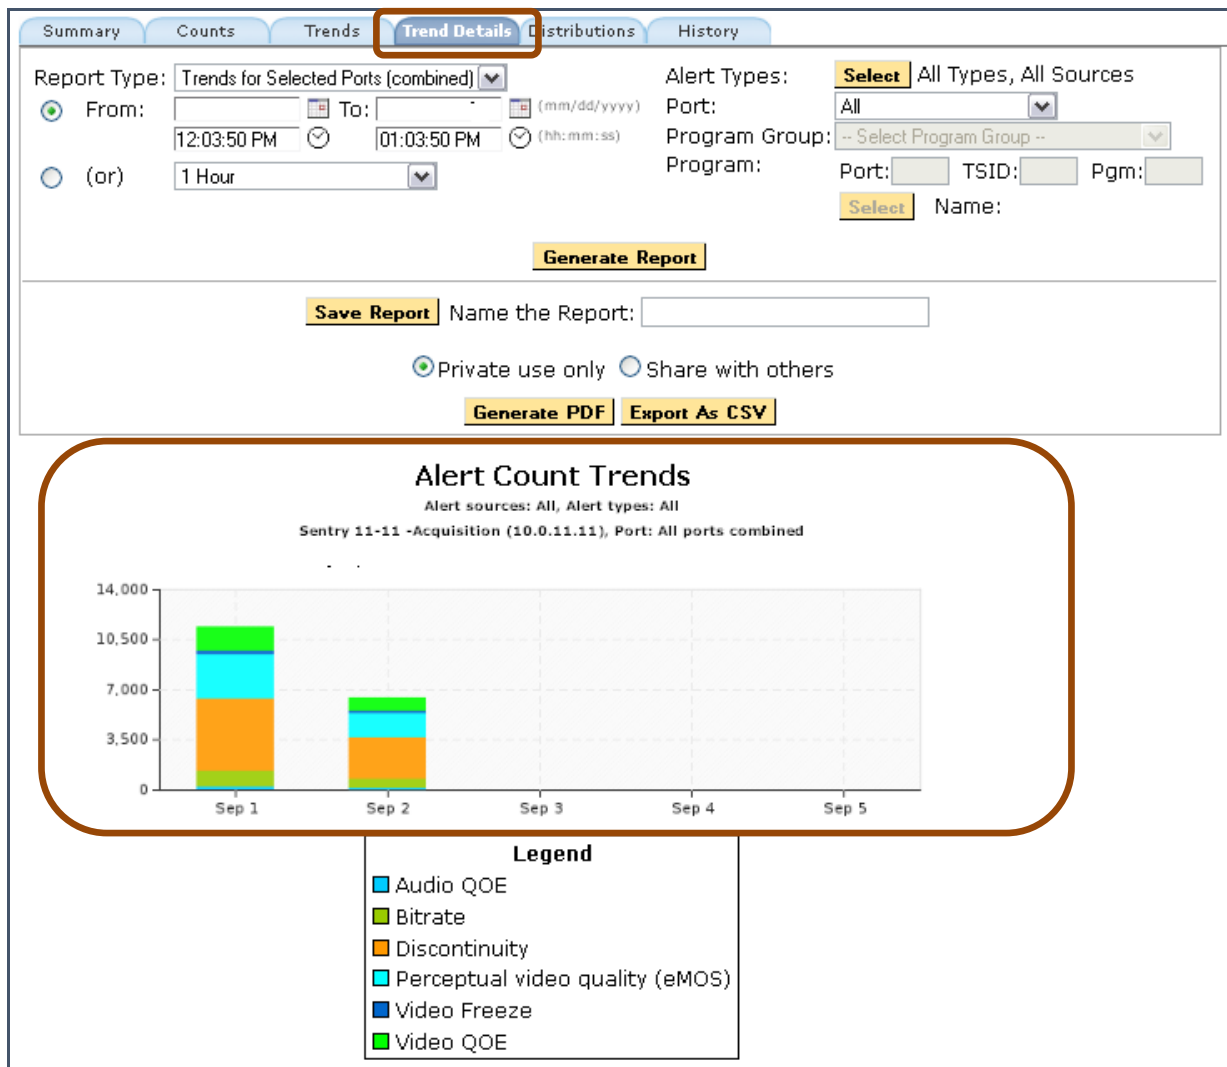 Summary Counts Trends Trend Details Distributions History
Report Type: Trends for Selected Ports (combined) Alert Types: Select All Types, All Sources
From: To: (mm/dd/yyyy) Port: All
12:03:50 PM 01:03:50 PM (hh:mm:ss) Program Group: -- Select Program Group --
(or) 1 Hour Program: Port: TSID: Pgm:
Select Name:
Generate Report
Save Report Name the Report:
Private use only Share with others
Generate PDF Export As CSV
Alert Count Trends
Alert sources: All, Alert types: All
Sentry 11-11 -Acquisition (10.0.11.11), Port: All ports combined
14,000
10,500
7,000
3,500
0
Sep 1 Sep 2 Sep 3 Sep 4 Sep 5
Legend
Audio QOE
Bitrate
Discontinuity
Perceptual video quality (eMOS)
Video Freeze
Video QOE